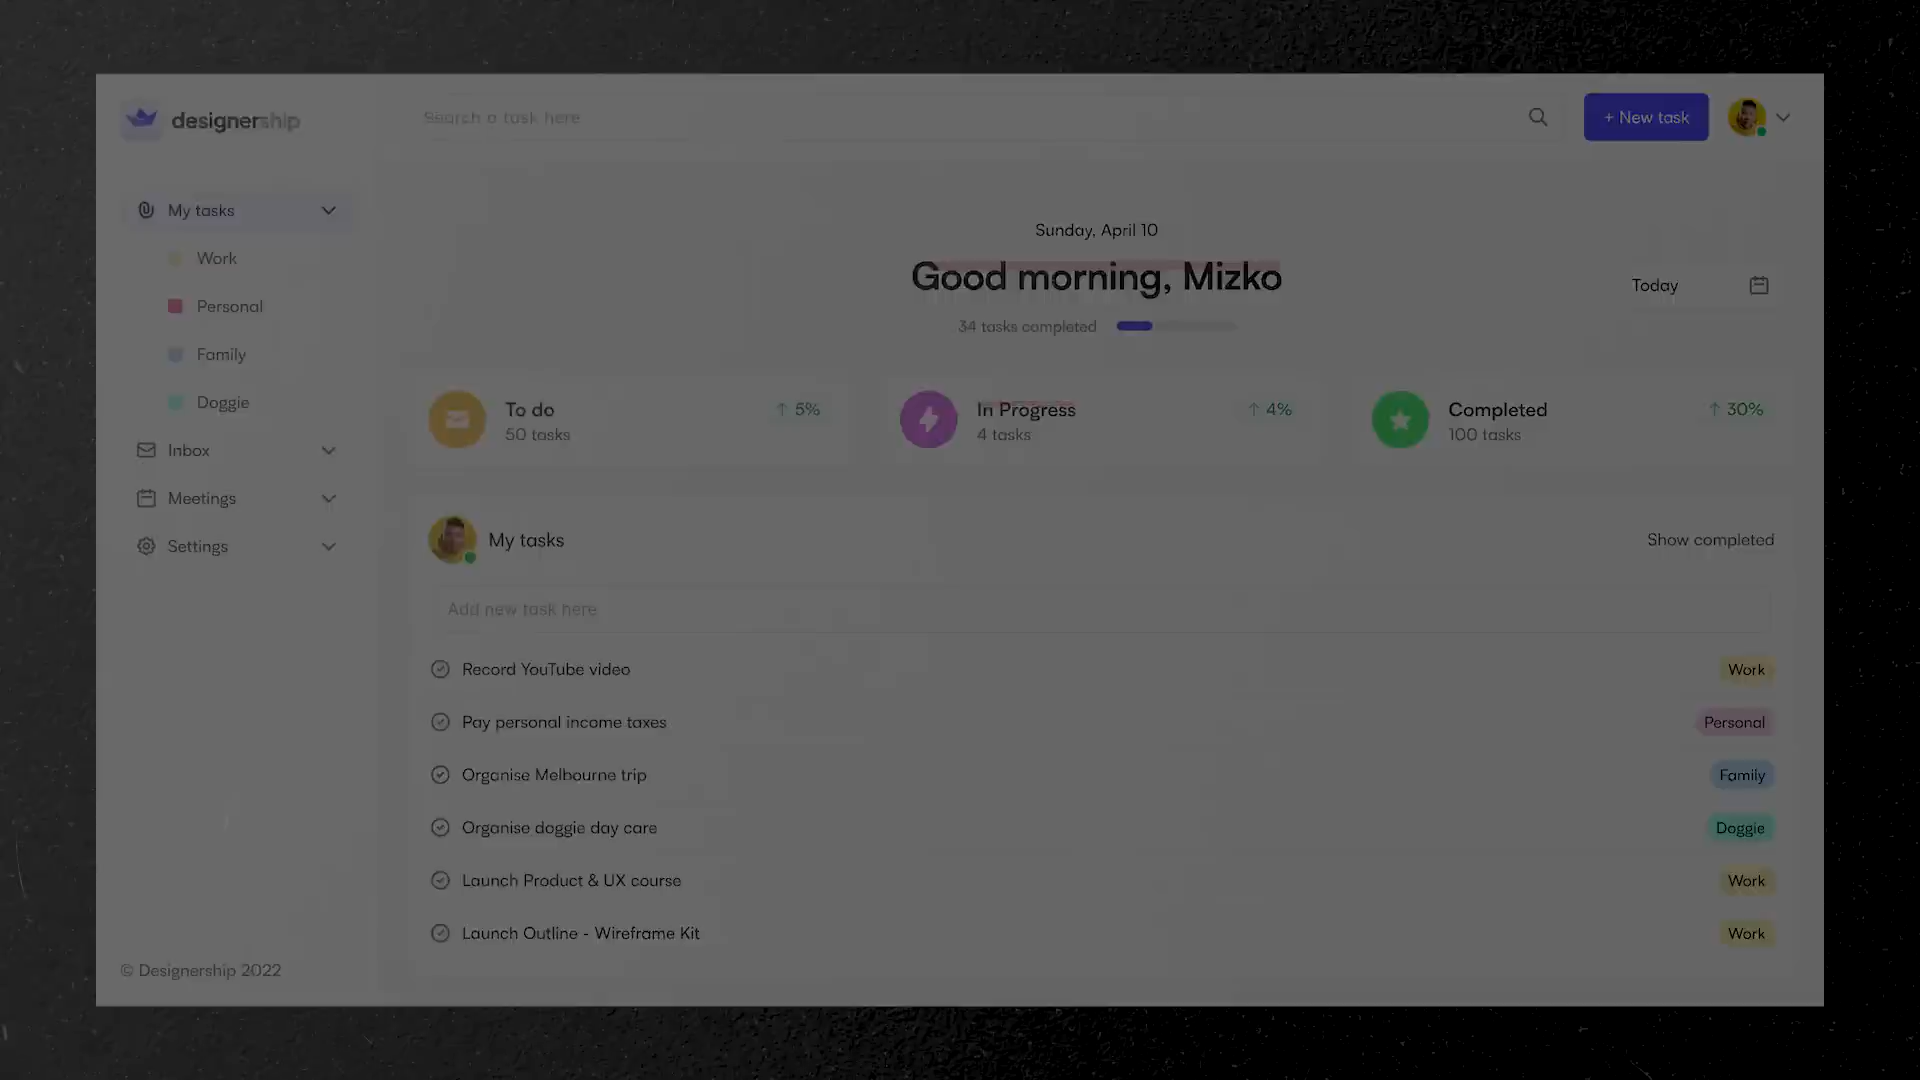 designership
Search a task here
+ New task
My tasks
Work
Personal
Family
Doggie
Inbox
Meetings
Settings
© Designership 2022
Sunday, April 10
Good morning, Mizko
34 tasks completed
Today
To do
50 tasks
↑ 5%
In Progress
4 tasks
↑ 4%
Completed
100 tasks
↑ 30%
My tasks
Show completed
Add new task here
Record YouTube video Work
Pay personal income taxes Personal
Organise Melbourne trip Family
Organise doggie day care Doggie
Launch Product & UX course Work
Launch Outline - Wireframe Kit Work